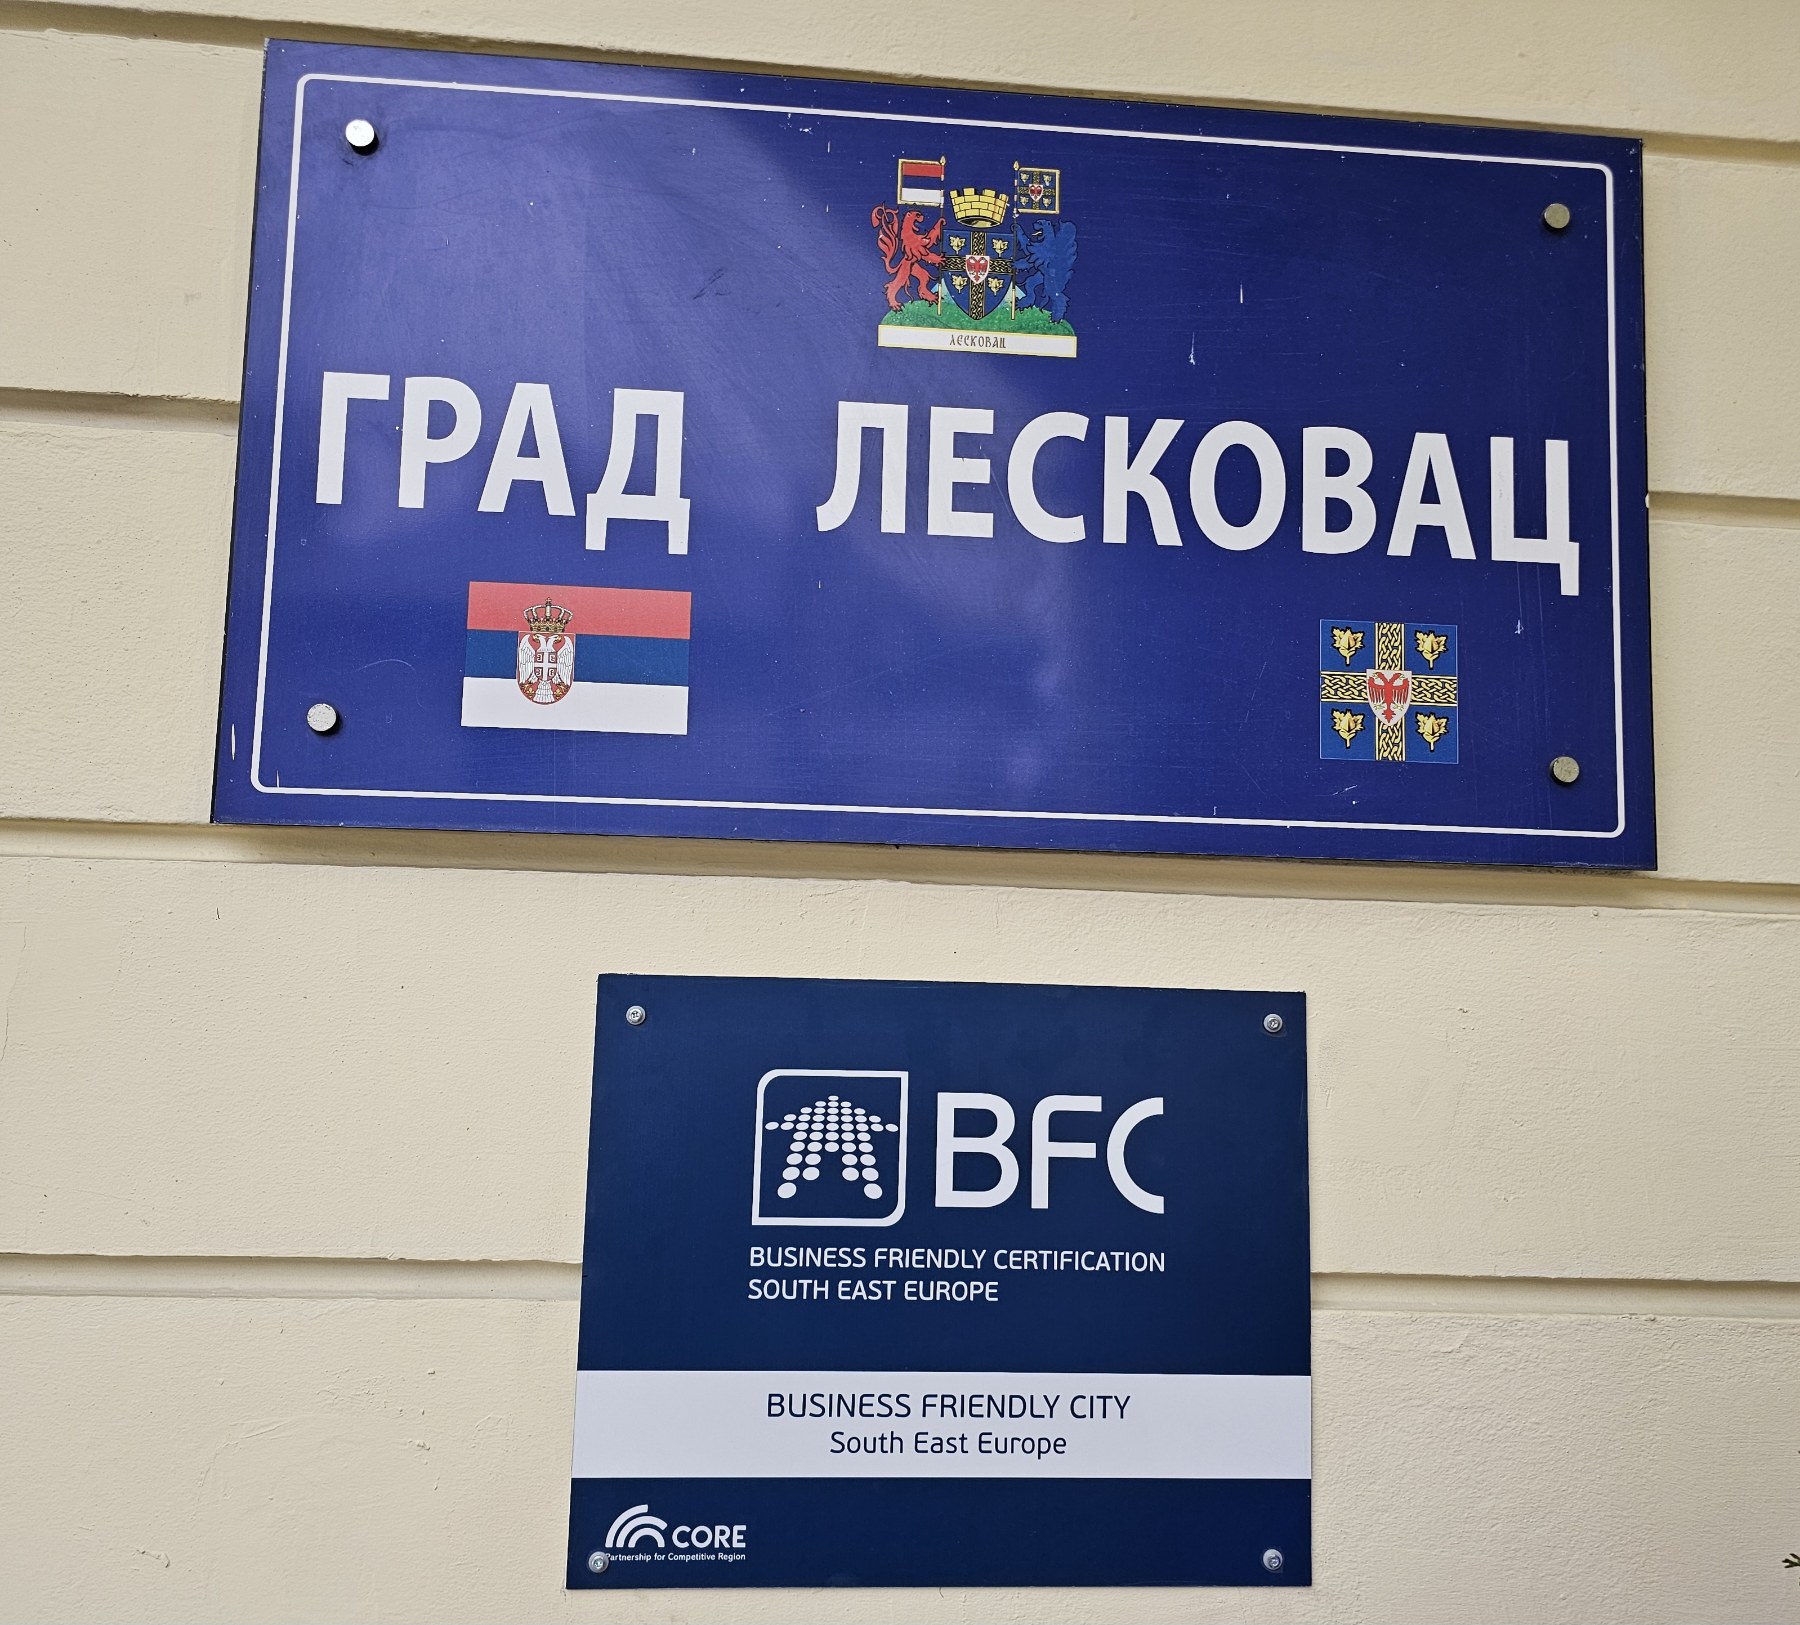 ЛЕСКОВАЦ
ГРАД ЛЕСКОВАЦ
BFC
BUSINESS FRIENDLY CERTIFICATION
SOUTH EAST EUROPE
BUSINESS FRIENDLY CITY
South East Europe
CORE
Partnership for Competitive Region